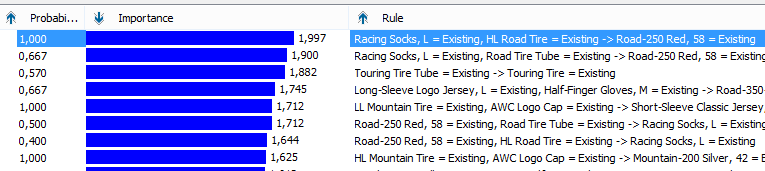 Probabi... Importance Rule
1,000 1,997 Racing Socks, L = Existing, HL Road Tire = Existing -> Road-250 Red, 58 = Existing
0,667 1,900 Racing Socks, L = Existing, Road Tire Tube = Existing -> Road-250 Red, 58 = Existing
0,570 1,882 Touring Tire Tube = Existing -> Touring Tire = Existing
0,667 1,745 Long-Sleeve Logo Jersey, L = Existing, Half-Finger Gloves, M = Existing -> Road-350-
1,000 1,712 LL Mountain Tire = Existing, AWC Logo Cap = Existing -> Short-Sleeve Classic Jersey,
0,500 1,712 Road-250 Red, 58 = Existing, Road Tire Tube = Existing -> Racing Socks, L = Existing
0,400 1,644 Road-250 Red, 58 = Existing -> Racing Socks, L = Existing
1,000 1,625 HL Mountain Tire = Existing, AWC Logo Cap = Existing -> Mountain-200 Silver, 42 =